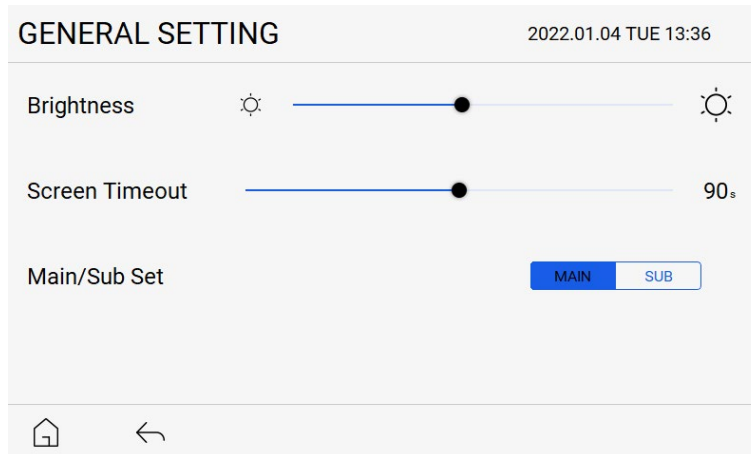 GENERAL SETTING 2022.01.04 TUE 13:36
Brightness
Screen Timeout 90s
Main/Sub Set MAIN SUB